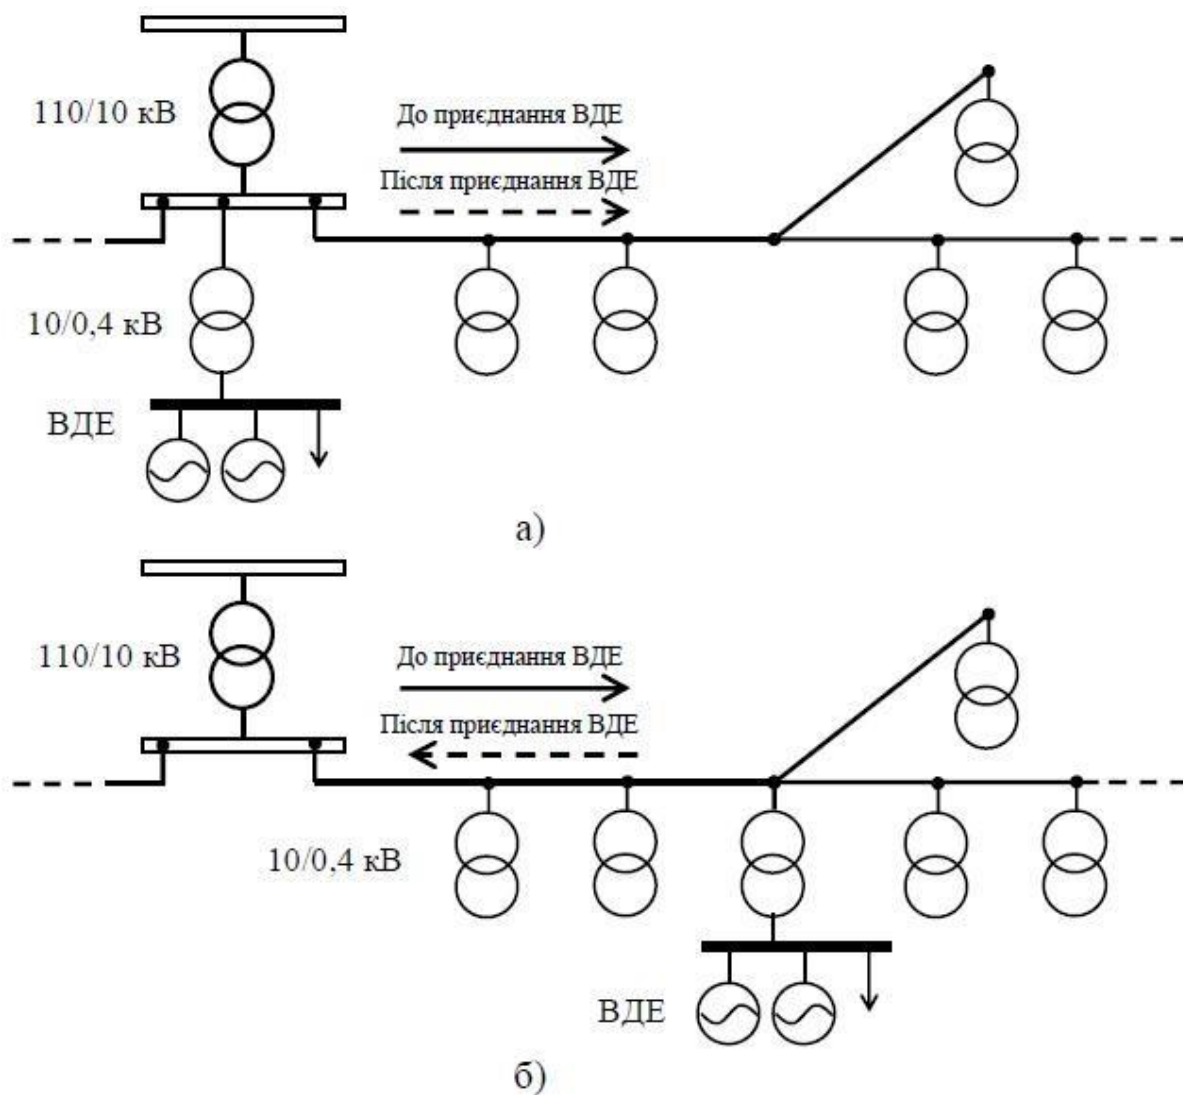 110/10 кВ
До приєднання ВДЕ
Після приєднання ВДЕ
10/0,4 кВ
ВДЕ
а)
110/10 кВ
До приєднання ВДЕ
Після приєднання ВДЕ
10/0,4 кВ
ВДЕ
б)